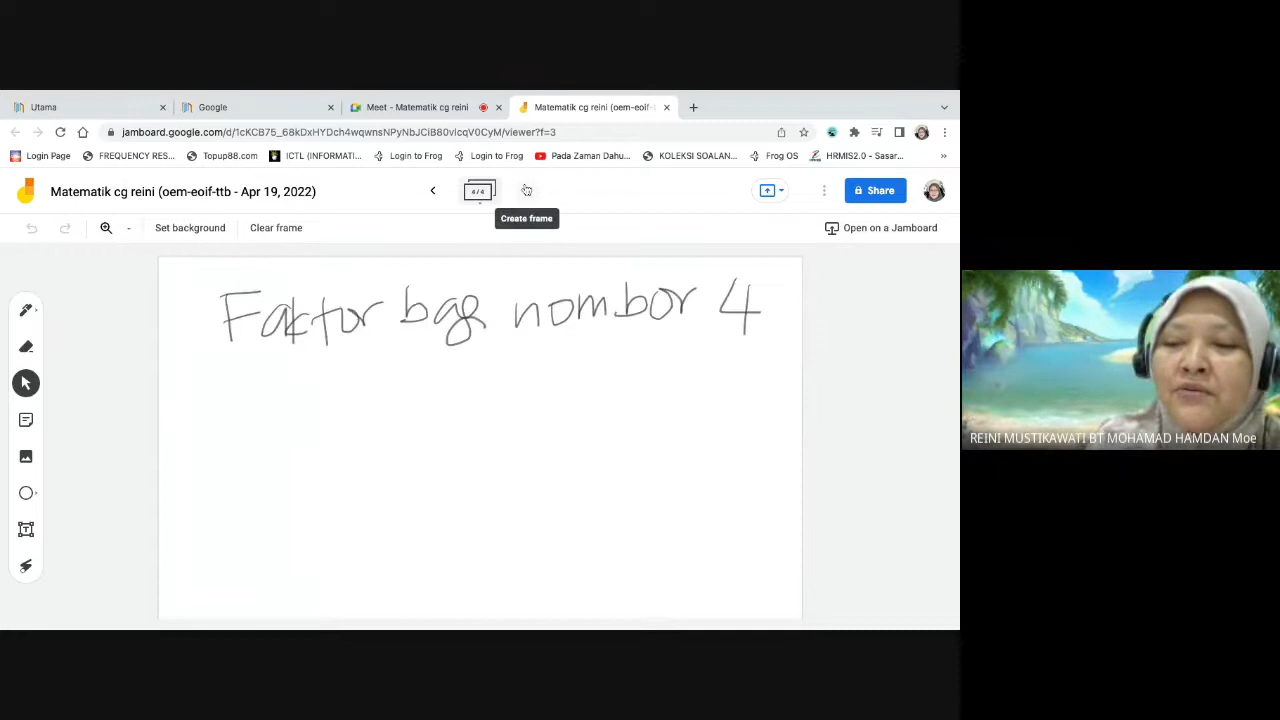 Utama
Google
Meet - Matematik cg reini
Matematik cg reini (oem-eoif-t
jamboard.google.com/d/1cKCB75_68kDxHYDch4wqwnsNPyNbJCiB80vIcqV0CyM/viewer?f=3
Login Page
FREQUENCY RES...
Topup88.com
ICTL (INFORMATI...
Login to Frog
Login to Frog
Pada Zaman Dahu...
KOLEKSI SOALAN...
Frog OS
HRMIS2.0 - Sasar...
»
Matematik cg reini (oem-eoif-ttb - Apr 19, 2022)
4/4
Share
Create frame
Set background
Clear frame
Open on a Jamboard
Faktor bagi nombor 4
REINI MUSTIKAWATI BT MOHAMAD HAMDAN Moe